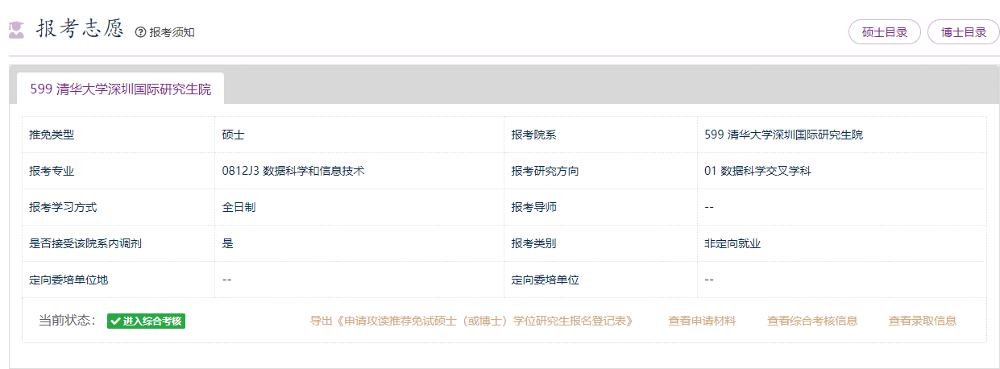 报考志愿 报考须知 硕士目录 博士目录
599 清华大学深圳国际研究生院
推免类型 硕士 报考院系 599 清华大学深圳国际研究生院
报考专业 0812J3 数据科学和信息技术 报考研究方向 01 数据科学交叉学科
报考学习方式 全日制 报考导师 --
是否接受该院系内调剂 是 报考类别 非定向就业
定向委培单位地 -- 定向委培单位 --
当前状态： 进入综合考核 导出《申请攻读推荐免试硕士（或博士）学位研究生报名登记表》 查看申请材料 查看综合考核信息 查看录取信息